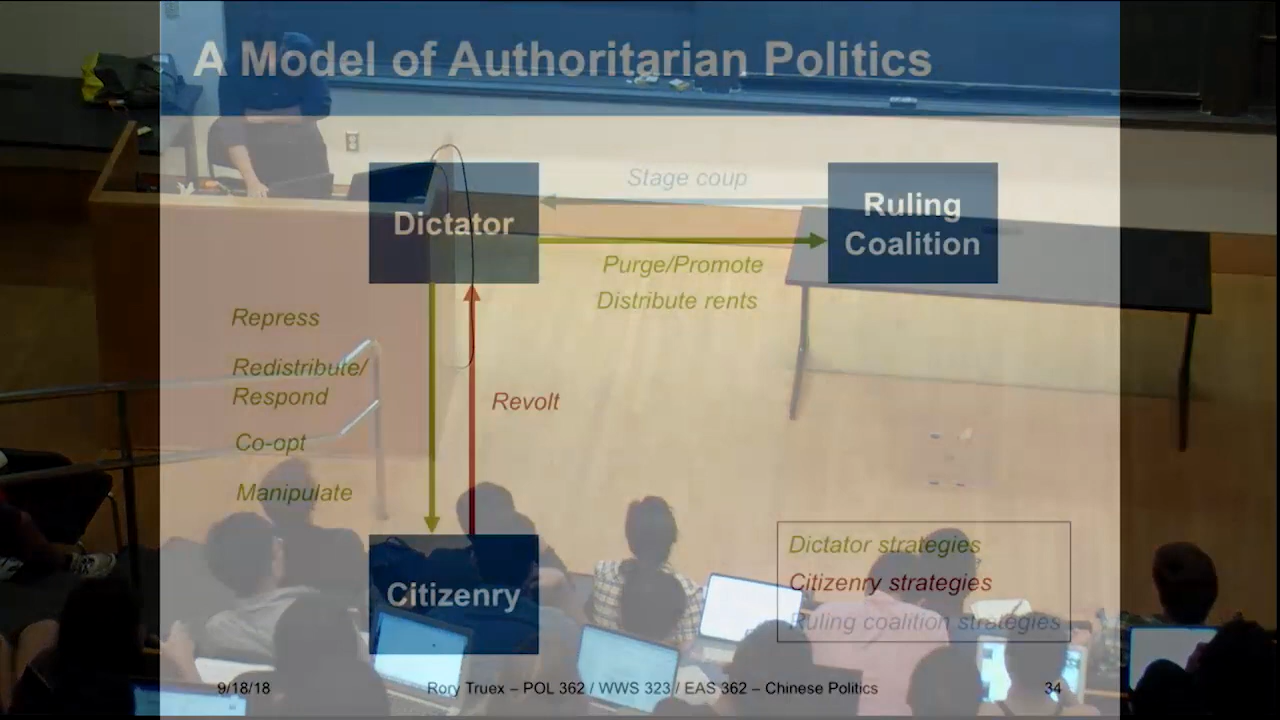 A Model of Authoritarian Politics
Dictator
Stage coup
Ruling
Coalition
Purge/Promote
Distribute rents
Repress
Redistribute/
Respond
Co-opt
Manipulate
Revolt
Citizenry
Dictator strategies
Citizenry strategies
Ruling coalition strategies
9/18/18
Rory Truex – POL 362 / WWS 323 / EAS 362 – Chinese Politics
34